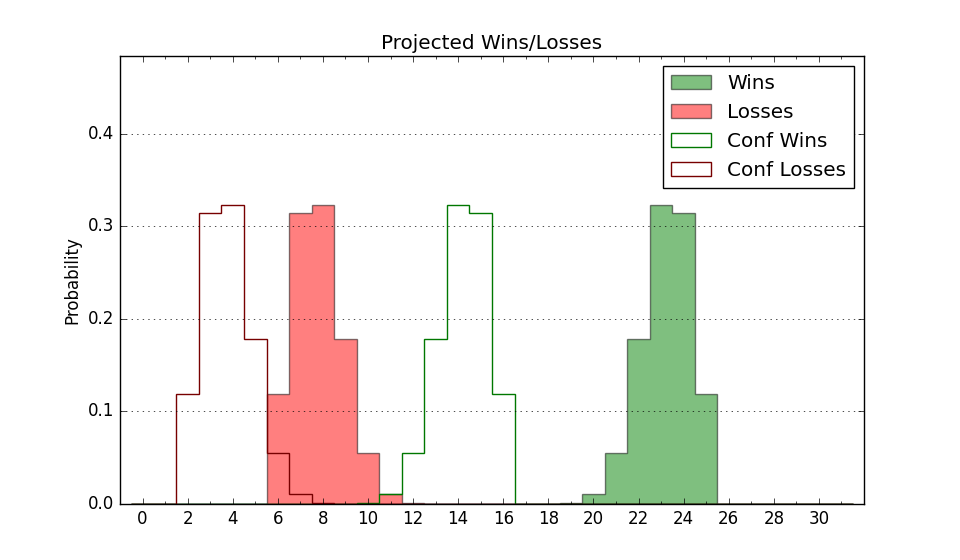 Projected Wins/Losses
Wins
Losses
Conf Wins
Conf Losses
Probability
0.4
0.3
0.2
0.1
0.0
0 2 4 6 8 10 12 14 16 18 20 22 24 26 28 30